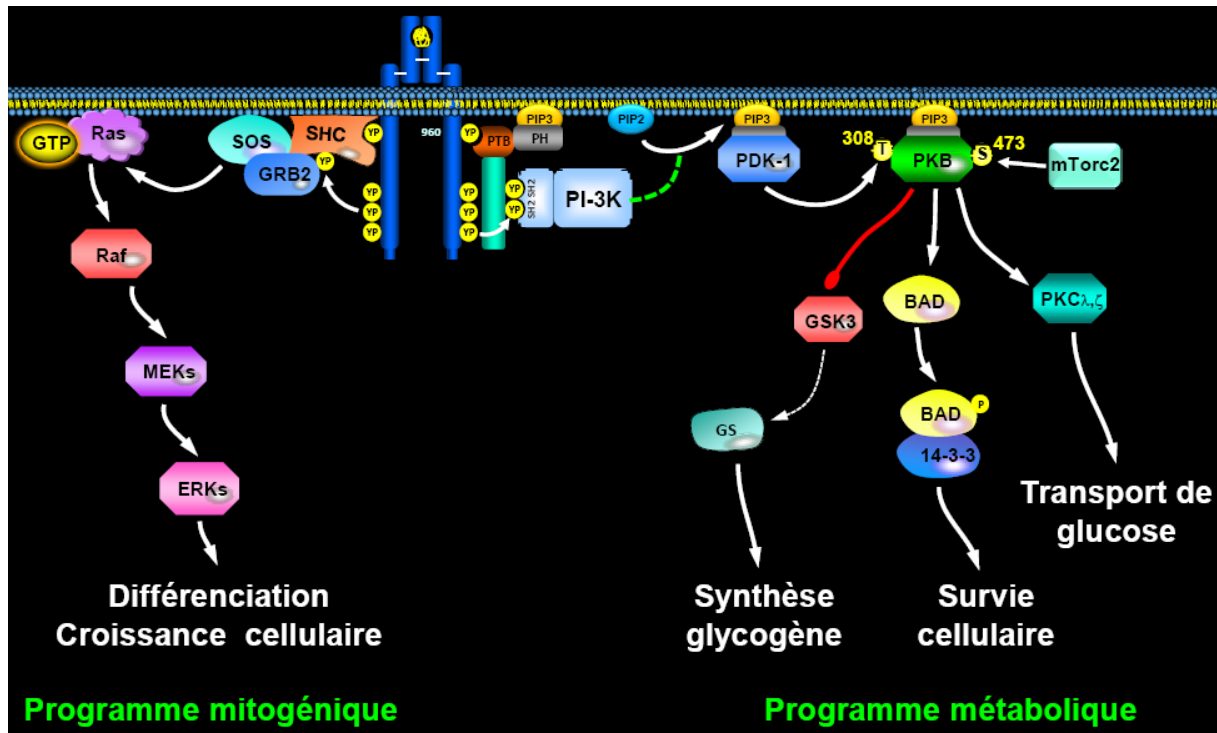 GTP
Ras
SOS
SHC
GRB2
YP
YP
YP
YP
YP
960
YP
YP
YP
YP
PTB
PIP3
PH
YP
YP
SH2 SH2
PI-3K
PIP2
PIP3
PDK-1
308
T
PIP3
PKB
S
473
mTorc2
Raf
MEKs
ERKs
GSK3
GS
BAD
BAD
P
14-3-3
PKCλ,ζ
Différenciation
Croissance cellulaire
Synthèse
glycogène
Survie
cellulaire
Transport de
glucose
Programme mitogénique
Programme métabolique